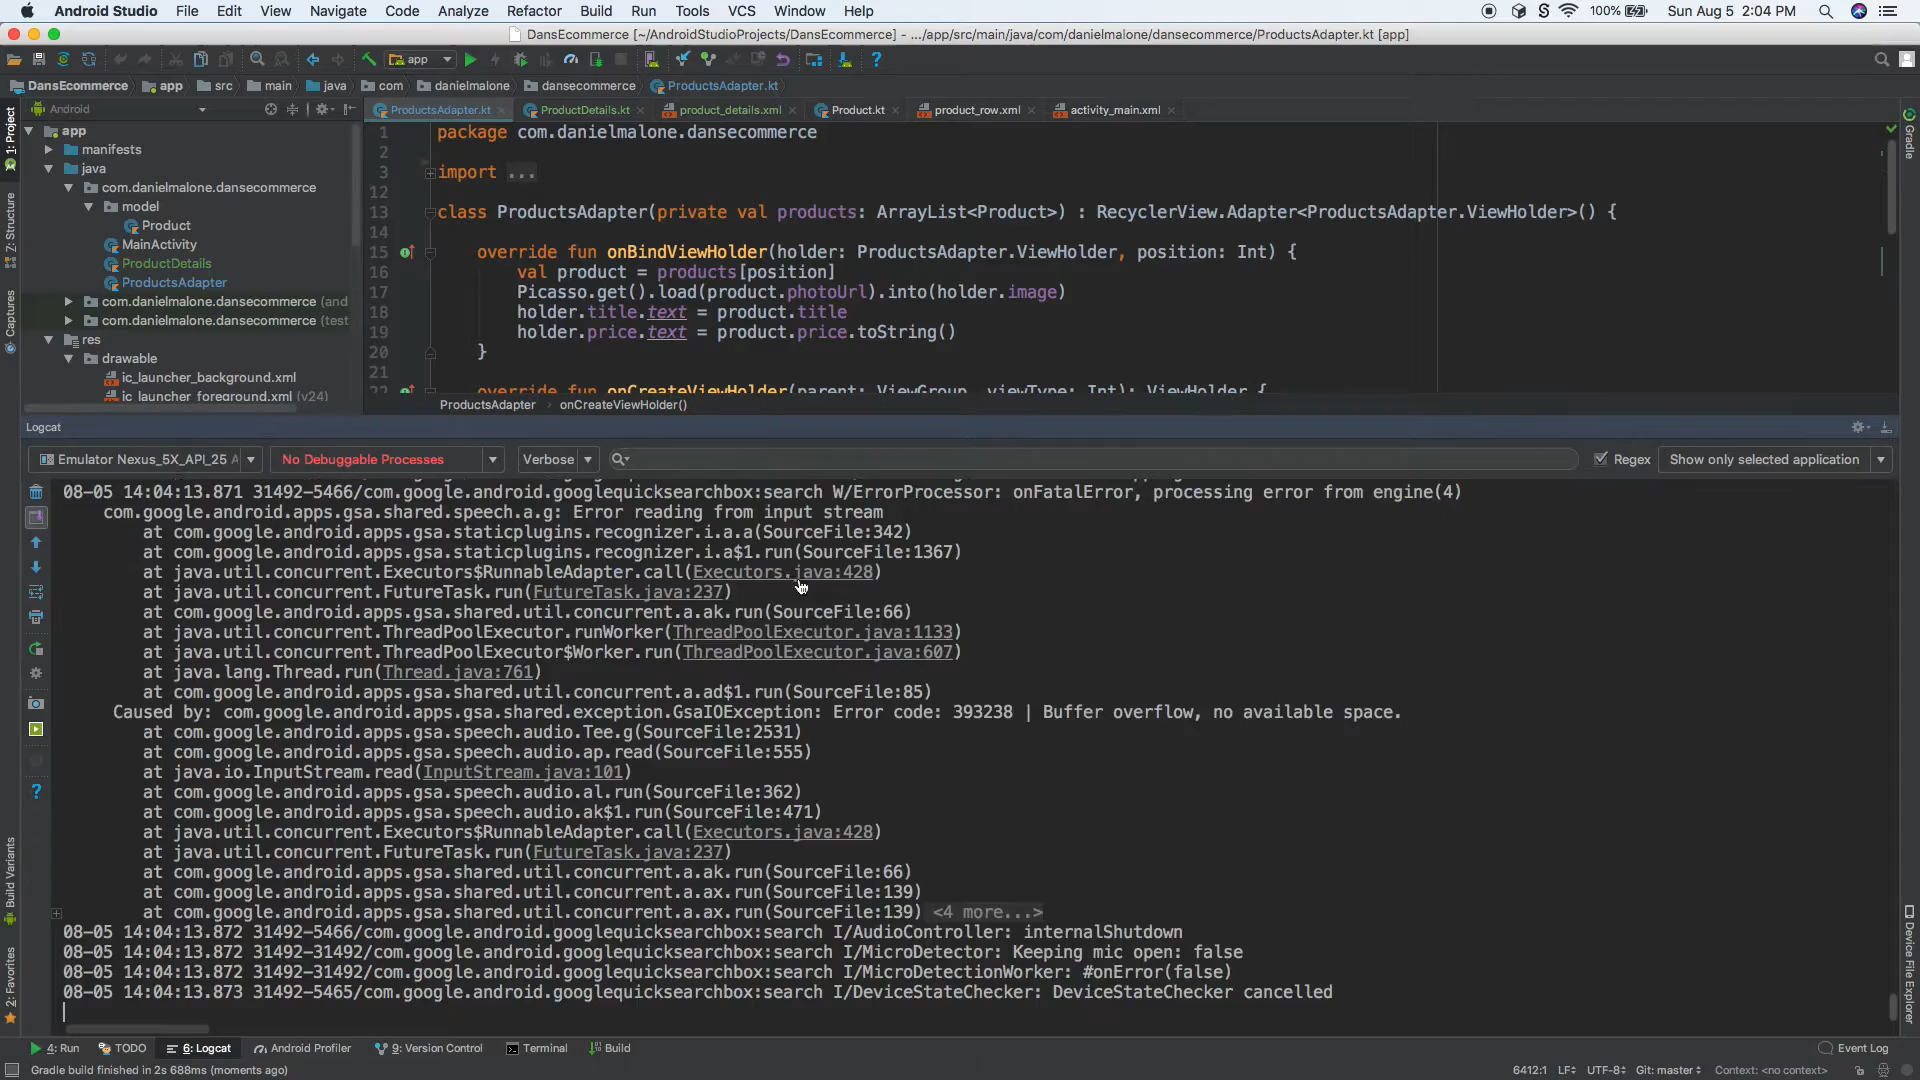 Android Studio File Edit View Navigate Code Analyze Refactor Build Run Tools VCS Window Help 100% Sun Aug 5 2:04 PM
DansEcommerce [~/AndroidStudioProjects/DansEcommerce] - .../app/src/main/java/com/danielmalone/dansecommerce/ProductsAdapter.kt [app]
app
DansEcommerce app src main java com danielmalone dansecommerce ProductsAdapter.kt
Android
ProductsAdapter.kt ProductDetails.kt product_details.xml Product.kt product_row.xml activity_main.xml
1: Project
Z: Structure
Captures
Build Variants
2: Favorites
app
manifests
java
com.danielmalone.dansecommerce
model
Product
MainActivity
ProductDetails
ProductsAdapter
com.danielmalone.dansecommerce (and
com.danielmalone.dansecommerce (test
res
drawable
ic_launcher_background.xml
ic_launcher_foreground.xml (v24)
1 package com.danielmalone.dansecommerce
2
3 import ...
12
13 class ProductsAdapter(private val products: ArrayList<Product>) : RecyclerView.Adapter<ProductsAdapter.ViewHolder>() {
14
15 override fun onBindViewHolder(holder: ProductsAdapter.ViewHolder, position: Int) {
16 val product = products[position]
17 Picasso.get().load(product.photoUrl).into(holder.image)
18 holder.title.text = product.title
19 holder.price.text = product.price.toString()
20 }
21
22 override fun onCreateViewHolder(parent: ViewGroup, viewType: Int): ViewHolder {
ProductsAdapter onCreateViewHolder()
Gradle
Device File Explorer
Logcat
Emulator Nexus_5X_API_25 A No Debuggable Processes Verbose Regex Show only selected application
08-05 14:04:13.871 31492-5466/com.google.android.googlequicksearchbox:search W/ErrorProcessor: onFatalError, processing error from engine(4)
com.google.android.apps.gsa.shared.speech.a.g: Error reading from input stream
at com.google.android.apps.gsa.staticplugins.recognizer.i.a.a(SourceFile:342)
at com.google.android.apps.gsa.staticplugins.recognizer.i.a$1.run(SourceFile:1367)
at java.util.concurrent.Executors$RunnableAdapter.call(Executors.java:428)
at java.util.concurrent.FutureTask.run(FutureTask.java:237)
at com.google.android.apps.gsa.shared.util.concurrent.a.ak.run(SourceFile:66)
at java.util.concurrent.ThreadPoolExecutor.runWorker(ThreadPoolExecutor.java:1133)
at java.util.concurrent.ThreadPoolExecutor$Worker.run(ThreadPoolExecutor.java:607)
at java.lang.Thread.run(Thread.java:761)
at com.google.android.apps.gsa.shared.util.concurrent.a.ad$1.run(SourceFile:85)
Caused by: com.google.android.apps.gsa.shared.exception.GsaIOException: Error code: 393238 | Buffer overflow, no available space.
at com.google.android.apps.gsa.speech.audio.Tee.g(SourceFile:2531)
at com.google.android.apps.gsa.speech.audio.ap.read(SourceFile:555)
at java.io.InputStream.read(InputStream.java:101)
at com.google.android.apps.gsa.speech.audio.al.run(SourceFile:362)
at com.google.android.apps.gsa.speech.audio.ak$1.run(SourceFile:471)
at java.util.concurrent.Executors$RunnableAdapter.call(Executors.java:428)
at java.util.concurrent.FutureTask.run(FutureTask.java:237)
at com.google.android.apps.gsa.shared.util.concurrent.a.ak.run(SourceFile:66)
at com.google.android.apps.gsa.shared.util.concurrent.a.ax.run(SourceFile:139)
at com.google.android.apps.gsa.shared.util.concurrent.a.ax.run(SourceFile:139) <4 more...>
08-05 14:04:13.872 31492-5466/com.google.android.googlequicksearchbox:search I/AudioController: internalShutdown
08-05 14:04:13.872 31492-31492/com.google.android.googlequicksearchbox:search I/MicroDetector: Keeping mic open: false
08-05 14:04:13.872 31492-31492/com.google.android.googlequicksearchbox:search I/MicroDetectionWorker: #onError(false)
08-05 14:04:13.873 31492-5465/com.google.android.googlequicksearchbox:search I/DeviceStateChecker: DeviceStateChecker cancelled
4: Run TODO 6: Logcat Android Profiler 9: Version Control Terminal Build Event Log
Gradle build finished in 2s 688ms (moments ago) 6412:1 LF UTF-8 Git: master Context: <no context>